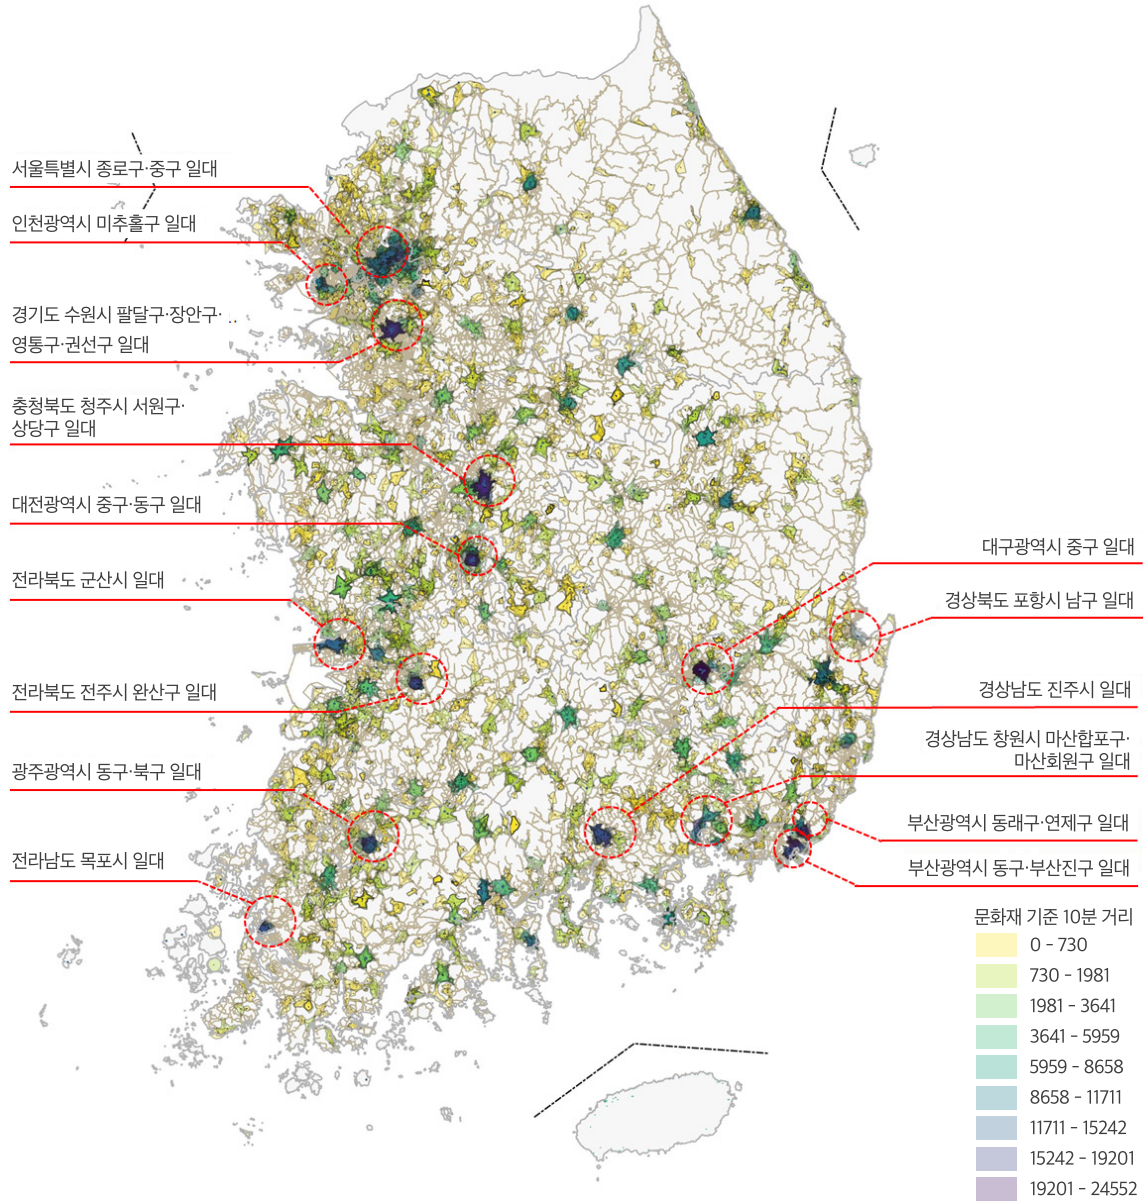 서울특별시 종로구·중구 일대
인천광역시 미추홀구 일대
경기도 수원시 팔달구·장안구·
영통구·권선구 일대
충청북도 청주시 서원구·
상당구 일대
대전광역시 중구·동구 일대
전라북도 군산시 일대
전라북도 전주시 완산구 일대
광주광역시 동구·북구 일대
전라남도 목포시 일대
대구광역시 중구 일대
경상북도 포항시 남구 일대
경상남도 진주시 일대
경상남도 창원시 마산합포구·
마산회원구 일대
부산광역시 동래구·연제구 일대
부산광역시 동구·부산진구 일대
문화재 기준 10분 거리
0 - 730
730 - 1981
1981 - 3641
3641 - 5959
5959 - 8658
8658 - 11711
11711 - 15242
15242 - 19201
19201 - 24552